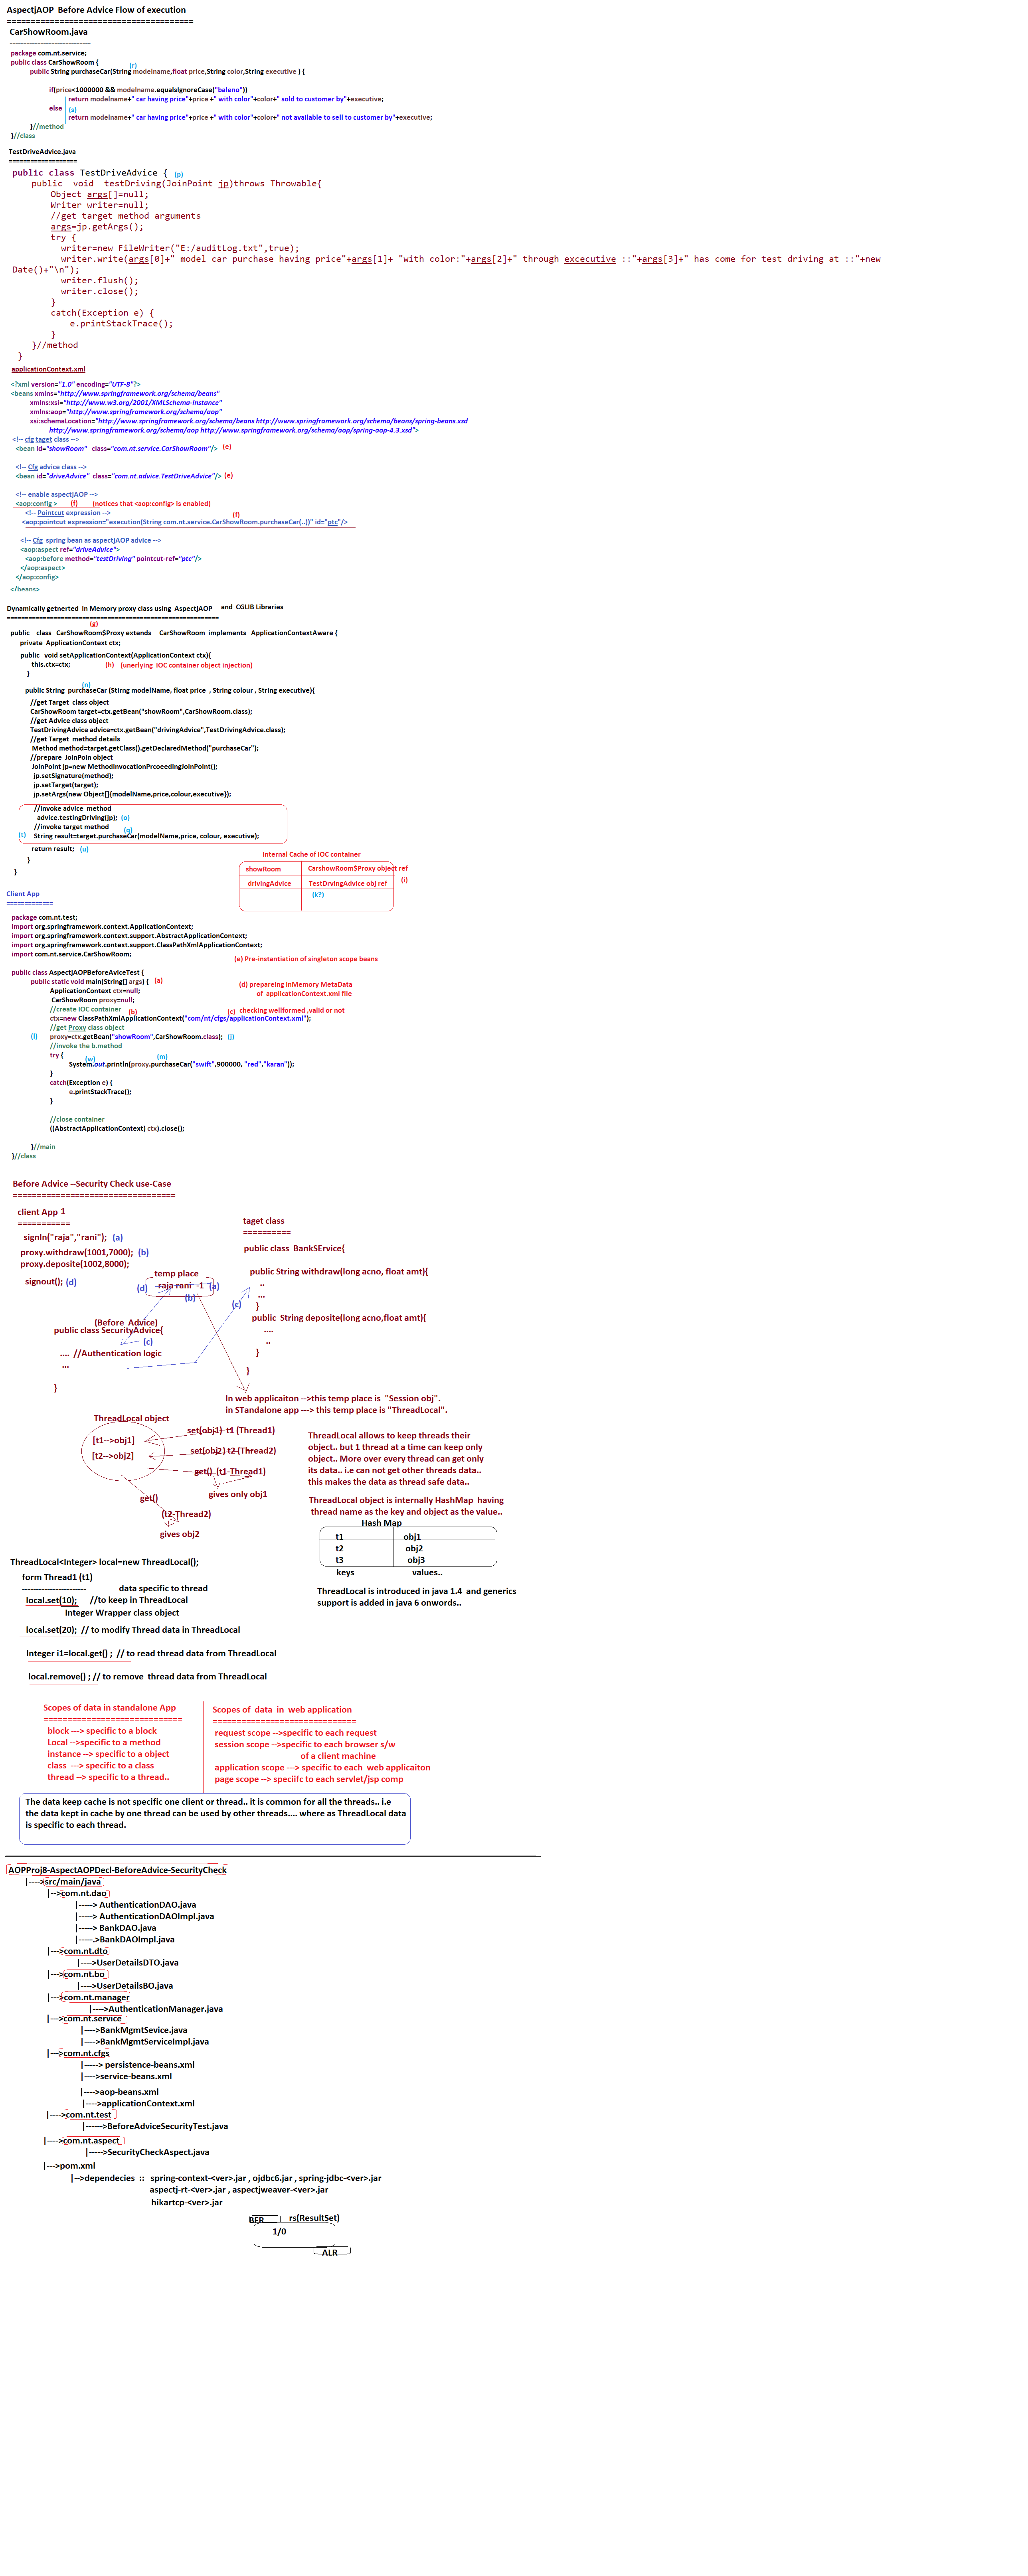 AspectjAOP Before Advice Flow of execution
=======================================
CarShowRoom.java
-----------------------------
package com.nt.service;
public class CarShowRoom {
(r)
public String purchaseCar(String modelname,float price,String color,String executive ) {
if(price<1000000 && modelname.equalsIgnoreCase("baleno"))
return modelname+" car having price"+price +" with color"+color+" sold to customer by"+executive;
else (s)
return modelname+" car having price"+price +" with color"+color+" not available to sell to customer by"+executive;
}//method
}//class
TestDriveAdvice.java
===================
public class TestDriveAdvice { (p)
public void testDriving(JoinPoint jp)throws Throwable{
Object args[]=null;
Writer writer=null;
//get target method arguments
args=jp.getArgs();
try {
writer=new FileWriter("E:/auditLog.txt",true);
writer.write(args[0]+" model car purchase having price"+args[1]+ "with color:"+args[2]+" through excecutive ::"+args[3]+" has come for test driving at ::"+new
Date()+"\n");
writer.flush();
writer.close();
}
catch(Exception e) {
e.printStackTrace();
}
}//method
}
applicationContext.xml
<?xml version="1.0" encoding="UTF-8"?>
<beans xmlns="http://www.springframework.org/schema/beans"
xmlns:xsi="http://www.w3.org/2001/XMLSchema-instance"
xmlns:aop="http://www.springframework.org/schema/aop"
xsi:schemaLocation="http://www.springframework.org/schema/beans http://www.springframework.org/schema/beans/spring-beans.xsd
http://www.springframework.org/schema/aop http://www.springframework.org/schema/aop/spring-aop-4.3.xsd">
<!-- cfg taget class -->
<bean id="showRoom" class="com.nt.service.CarShowRoom"/> (e)
<!-- Cfg advice class -->
<bean id="driveAdvice" class="com.nt.advice.TestDriveAdvice"/> (e)
<!-- enable aspectjAOP -->
<aop:config > (f) (notices that <aop:config> is enabled)
<!-- Pointcut expression --> (f)
<aop:pointcut expression="execution(String com.nt.service.CarShowRoom.purchaseCar(..))" id="ptc"/>
<!-- Cfg spring bean as aspectjAOP advice -->
<aop:aspect ref="driveAdvice">
<aop:before method="testDriving" pointcut-ref="ptc"/>
</aop:aspect>
</aop:config>
</beans>
Dynamically getnerted in Memory proxy class using AspectjAOP and CGLIB Libraries
==========================================================
(g)
public class CarShowRoom$Proxy extends CarShowRoom implements ApplicationContextAware {
private ApplicationContext ctx;
public void setApplicationContext(ApplicationContext ctx){
this.ctx=ctx; (h) (unerlying IOC container object injection)
}
(n)
public String purchaseCar (Stirng modelName, float price , String colour , String executive){
//get Target class object
CarShowRoom target=ctx.getBean("showRoom",CarShowRoom.class);
//get Advice class object
TestDrivingAdvice advice=ctx.getBean("drivingAdvice",TestDrivingAdvice.class);
//get Target method details
Method method=target.getClass().getDeclaredMethod("purchaseCar");
//prepare JoinPoin object
JoinPoint jp=new MethodInvocationPrcoeedingJoinPoint();
jp.setSignature(method);
jp.setTarget(target);
jp.setArgs(new Object[]{modelName,price,colour,executive});
//invoke advice method
advice.testingDriving(jp); (o)
//invoke target method (q)
(t) String result=target.purchaseCar(modelName,price, colour, executive);
return result; (u)
}
}
Internal Cache of IOC container
showRoom CarshowRoom$Proxy object ref
(i)
drivingAdvice TestDrvingAdvice obj ref
(k?)
Client App
=============
package com.nt.test;
import org.springframework.context.ApplicationContext;
import org.springframework.context.support.AbstractApplicationContext;
import org.springframework.context.support.ClassPathXmlApplicationContext;
import com.nt.service.CarShowRoom;
(e) Pre-instantiation of singleton scope beans
public class AspectjAOPBeforeAviceTest {
public static void main(String[] args) { (a)
(d) prepareing InMemory MetaData
of applicationContext.xml file
ApplicationContext ctx=null;
CarShowRoom proxy=null;
//create IOC container (b) (c) checking wellformed ,valid or not
ctx=new ClassPathXmlApplicationContext("com/nt/cfgs/applicationContext.xml");
//get Proxy class object
(l) proxy=ctx.getBean("showRoom",CarShowRoom.class); (j)
//invoke the b.method
try {
(w) (m)
System.out.println(proxy.purchaseCar("swift",900000, "red","karan"));
}
catch(Exception e) {
e.printStackTrace();
}
//close container
((AbstractApplicationContext) ctx).close();
}//main
}//class
Before Advice --Security Check use-Case
==================================
client App 1
===========
signIn("raja","rani"); (a)
proxy.withdraw(1001,7000); (b)
proxy.deposite(1002,8000);
signout(); (d)
taget class
==========
public class BankSErvice{
public String withdraw(long acno, float amt){
..
...
}
public String deposite(long acno,float amt){
....
..
}
}
temp place
(d) raja rani -1 (a)
(b)
(c)
(Before Advice)
public class SecurityAdvice{
(c)
.... //Authentication logic
...
}
In web applicaiton -->this temp place is "Session obj".
in STandalone app ---> this temp place is "ThreadLocal".
ThreadLocal object
[t1-->obj1]
[t2-->obj2]
set(obj1) t1 (Thread1)
set(obj2) t2 (Thread2)
get() (t1-Thread1)
gives only obj1
get()
(t2-Thread2)
gives obj2
ThreadLocal allows to keep threads their
object.. but 1 thread at a time can keep only
object.. More over every thread can get only
its data.. i.e can not get other threads data..
this makes the data as thread safe data..
ThreadLocal object is internally HashMap having
thread name as the key and object as the value..
Hash Map
t1 obj1
t2 obj2
t3 obj3
keys values..
ThreadLocal is introduced in java 1.4 and generics
support is added in java 6 onwords..
ThreadLocal<Integer> local=new ThreadLocal();
form Thread1 (t1)
----------------------- data specific to thread
local.set(10); //to keep in ThreadLocal
Integer Wrapper class object
local.set(20); // to modify Thread data in ThreadLocal
Integer i1=local.get() ; // to read thread data from ThreadLocal
local.remove() ; // to remove thread data from ThreadLocal
Scopes of data in standalone App
=============================
block ---> specific to a block
Local -->specific to a method
instance --> specific to a object
class ---> specific to a class
thread --> specific to a thread..
Scopes of data in web application
==============================
request scope -->specific to each request
session scope -->specific to each browser s/w
of a client machine
application scope ---> specific to each web applicaiton
page scope --> speciifc to each servlet/jsp comp
The data keep cache is not specific one client or thread.. it is common for all the threads.. i.e
the data kept in cache by one thread can be used by other threads.... where as ThreadLocal data
is specific to each thread.
AOPProj8-AspectAOPDecl-BeforeAdvice-SecurityCheck
|---->src/main/java
|-->com.nt.dao
|-----> AuthenticationDAO.java
|-----> AuthenticationDAOImpl.java
|-----> BankDAO.java
|-----.>BankDAOImpl.java
|--->com.nt.dto
|---->UserDetailsDTO.java
|--->com.nt.bo
|---->UserDetailsBO.java
|--->com.nt.manager
|---->AuthenticationManager.java
|--->com.nt.service
|---->BankMgmtSevice.java
|---->BankMgmtServiceImpl.java
|--->com.nt.cfgs
|-----> persistence-beans.xml
|---->service-beans.xml
|---->aop-beans.xml
|---->applicationContext.xml
|---->com.nt.test
|------>BeforeAdviceSecurityTest.java
|---->com.nt.aspect
|----->SecurityCheckAspect.java
|--->pom.xml
|-->dependecies :: spring-context-<ver>.jar , ojdbc6.jar , spring-jdbc-<ver>.jar
aspectj-rt-<ver>.jar , aspectjweaver-<ver>.jar
hikartcp-<ver>.jar
BFR rs(ResultSet)
1/0
ALR